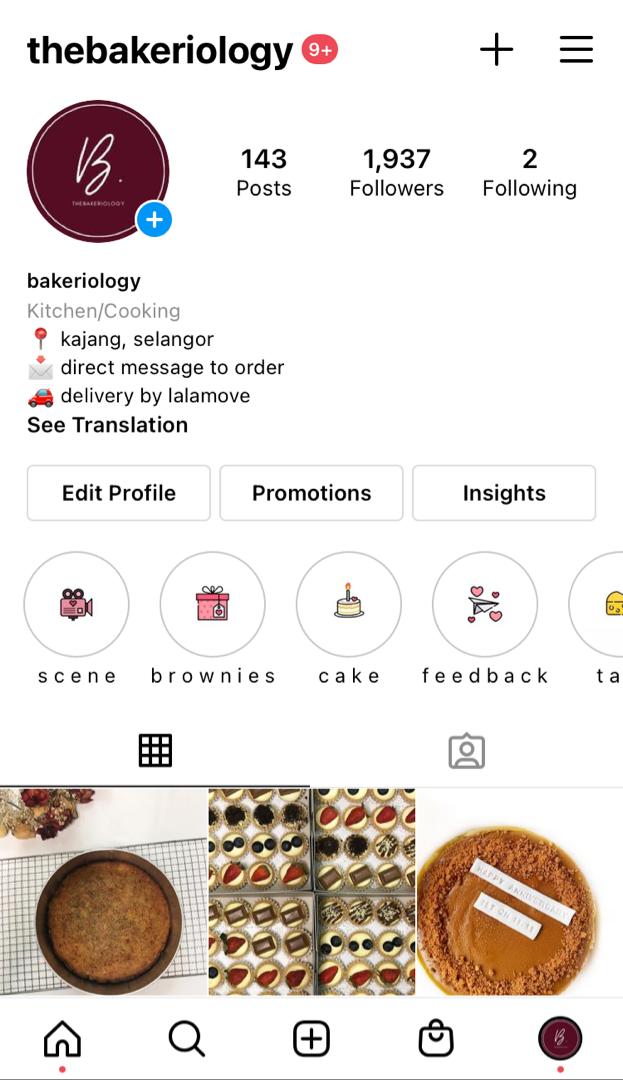 thebakeriology 9+
B.
THEBAKERIOLOGY
143 1,937 2
Posts Followers Following
bakeriology
Kitchen/Cooking
📍 kajang, selangor
📩 direct message to order
🚗 delivery by lalamove
See Translation
Edit Profile Promotions Insights
scene brownies cake feedback ta
HAPPY ANNIVERSARY
B.